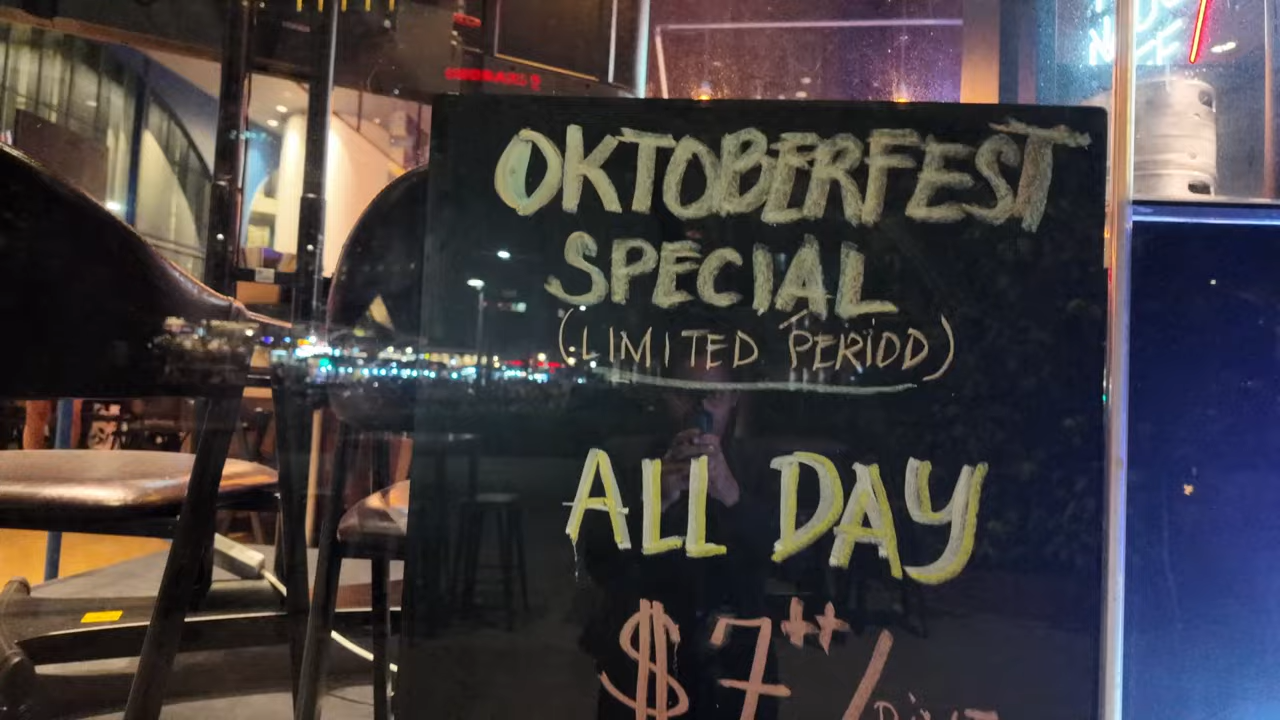 OKTOBERFEST
SPECIAL
(LIMITED PERIOD)
ALL DAY
$7++/